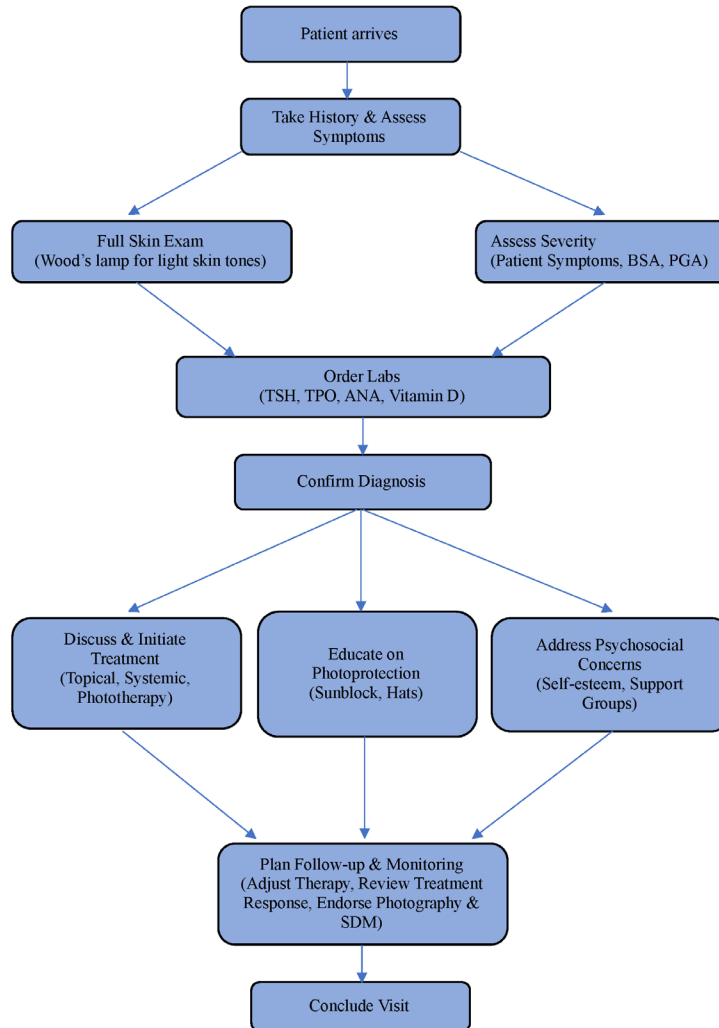 Patient arrives
Take History & Assess
Symptoms
Full Skin Exam
(Wood’s lamp for light skin tones)
Assess Severity
(Patient Symptoms, BSA, PGA)
Order Labs
(TSH, TPO, ANA, Vitamin D)
Confirm Diagnosis
Discuss & Initiate
Treatment
(Topical, Systemic,
Phototherapy)
Educate on
Photoprotection
(Sunblock, Hats)
Address Psychosocial
Concerns
(Self-esteem, Support
Groups)
Plan Follow-up & Monitoring
(Adjust Therapy, Review Treatment
Response, Endorse Photography &
SDM)
Conclude Visit